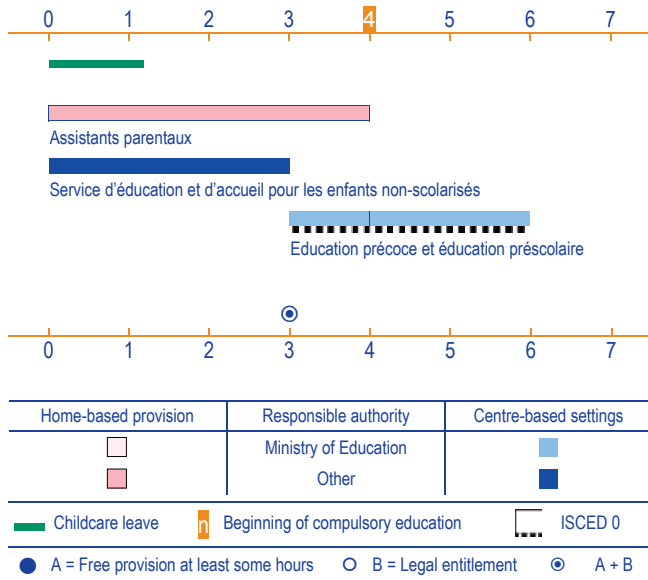 0 1 2 3 4 5 6 7
Assistants parentaux
Service d'éducation et d'accueil pour les enfants non-scolarisés
Education précoce et éducation préscolaire
0 1 2 3 4 5 6 7
Home-based provision Responsible authority Centre-based settings
Ministry of Education
Other
Childcare leave n Beginning of compulsory education ISCED 0
A = Free provision at least some hours B = Legal entitlement A + B